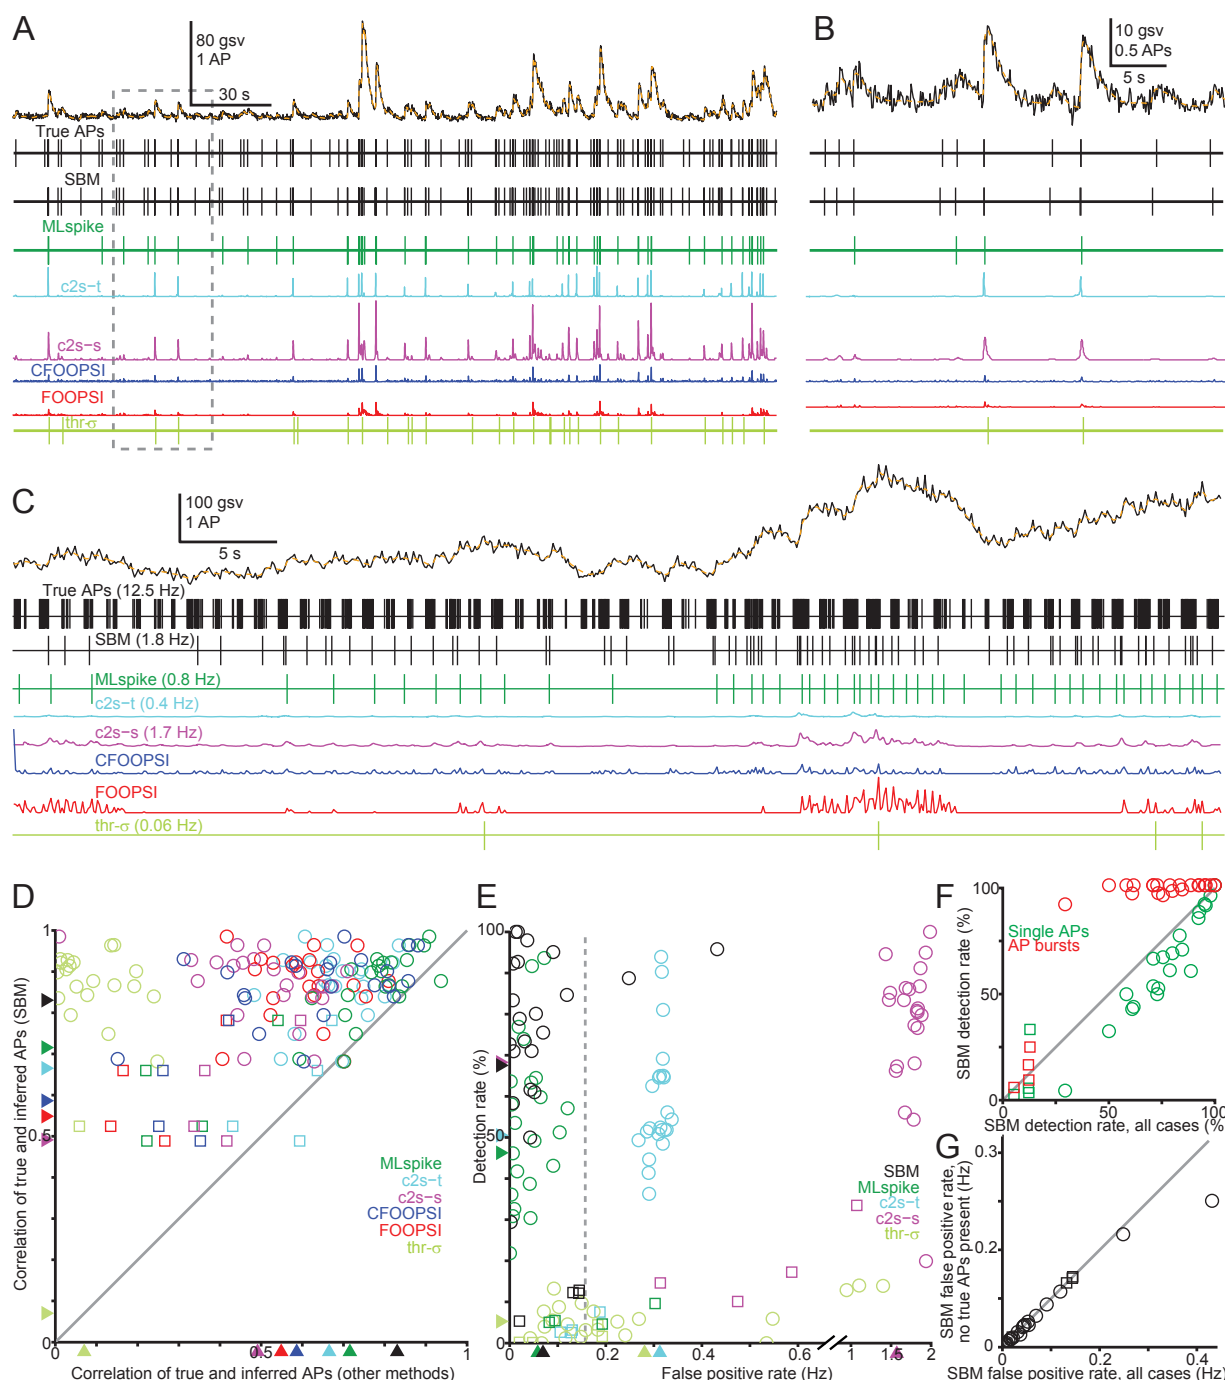 A
80 gsv
1 AP
30 s
B
10 gsv
0.5 APs
5 s
True APs
SBM
MLspike
c2s-t
c2s-s
CFOOPSI
FOOPSI
thr-σ
C
100 gsv
1 AP
5 s
True APs (12.5 Hz)
SBM (1.8 Hz)
MLspike (0.8 Hz)
c2s-t (0.4 Hz)
c2s-s (1.7 Hz)
CFOOPSI
FOOPSI
thr-σ (0.06 Hz)
D
1
0.5
0
0.5
1
Correlation of true and inferred APs (SBM)
Correlation of true and inferred APs (other methods)
MLspike
c2s-t
c2s-s
CFOOPSI
FOOPSI
thr-σ
E
100
50
0
0
0.2
0.4
0.6
1
2
Detection rate (%)
False positive rate (Hz)
SBM
MLspike
c2s-t
c2s-s
thr-σ
F
100
50
0
50
100
SBM detection rate (%)
SBM detection rate, all cases (%)
Single APs
AP bursts
G
0.3
0.2
0
0
0.2
0.4
SBM false positive rate,
no true APs present (Hz)
SBM false positive rate, all cases (Hz)